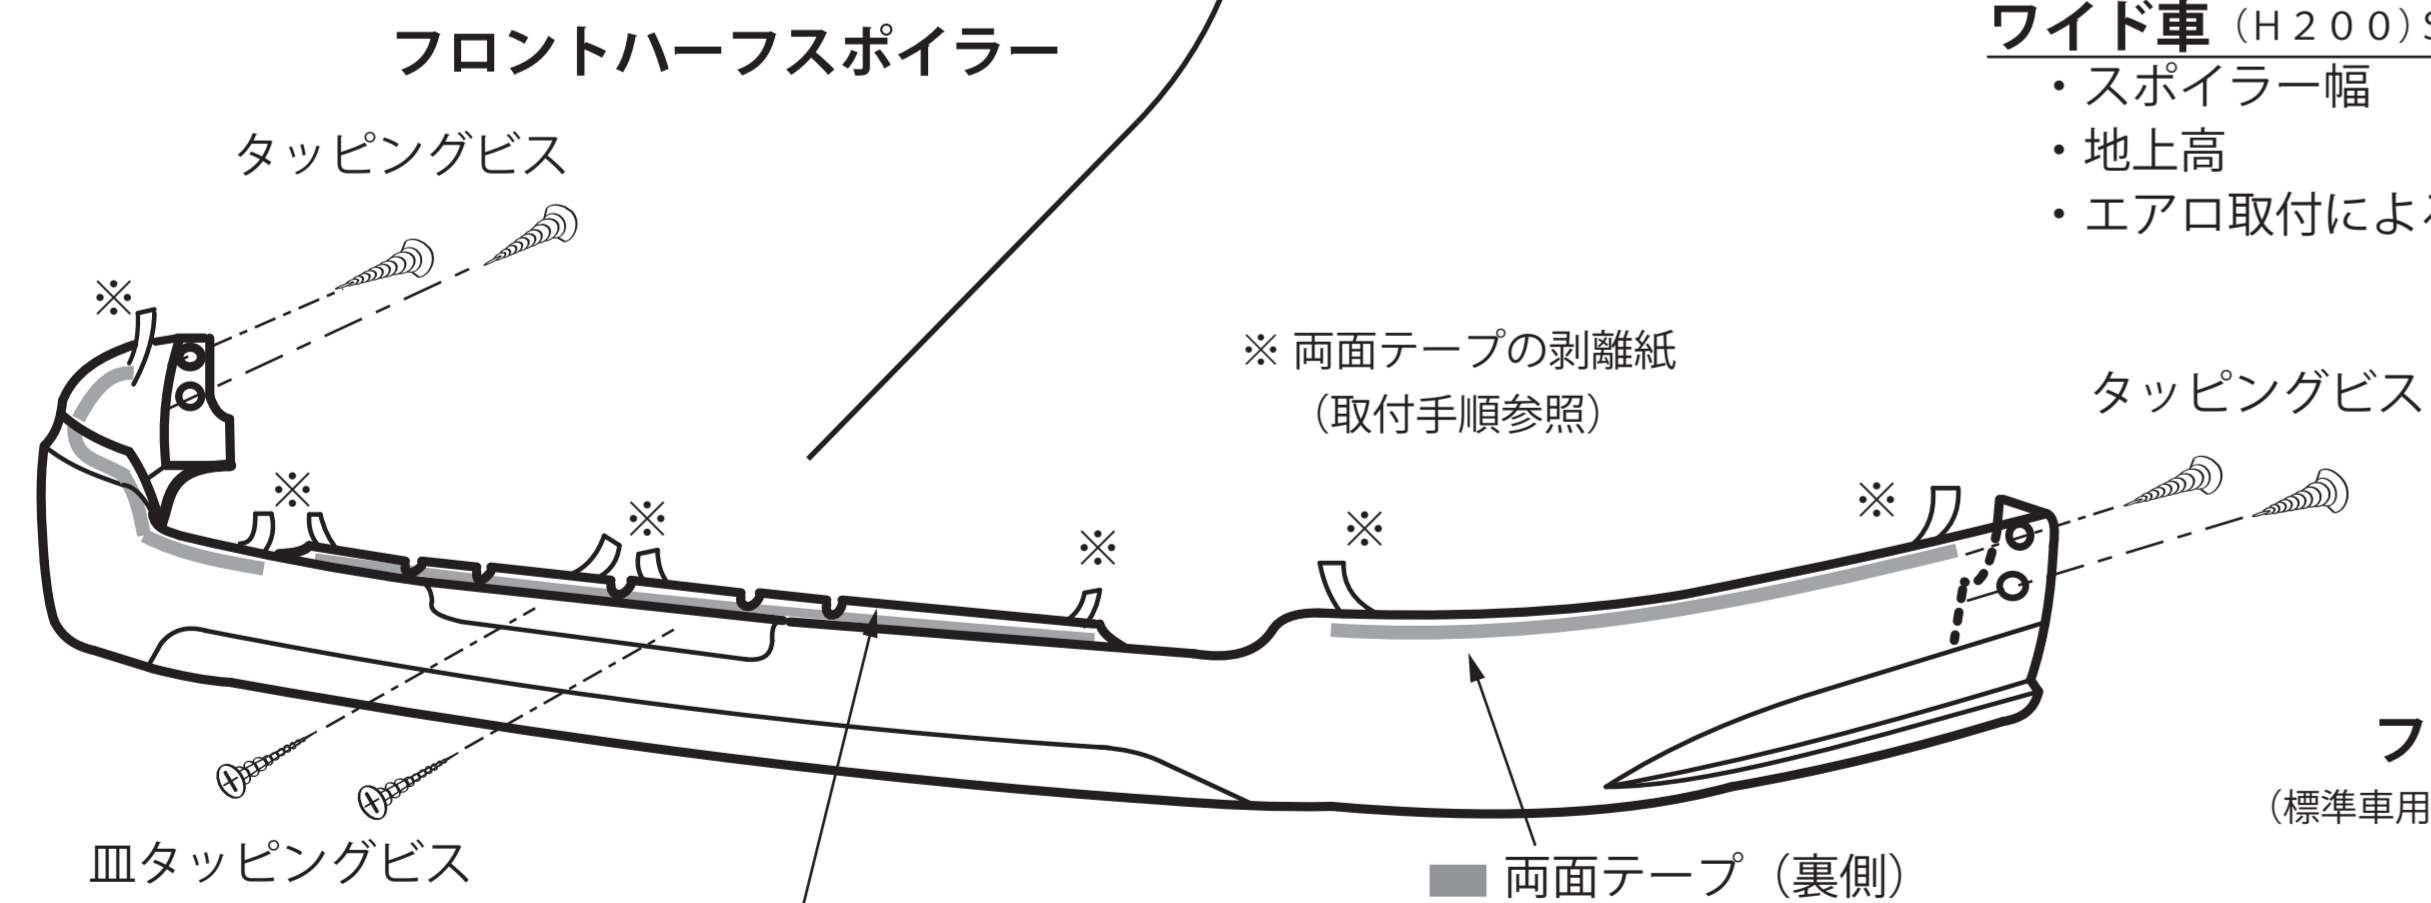 フロントハーフスポイラー
ワイド車（Ｈ２００）
・スポイラー幅
・地上高
・エアロ取付によ
タッピングビス
※
※ 両面テープの剥離紙
（取付手順参照）
タッピングビス
※
※
※
※
※
フ
（標準車用
皿タッピングビス
両面テープ（裏側）